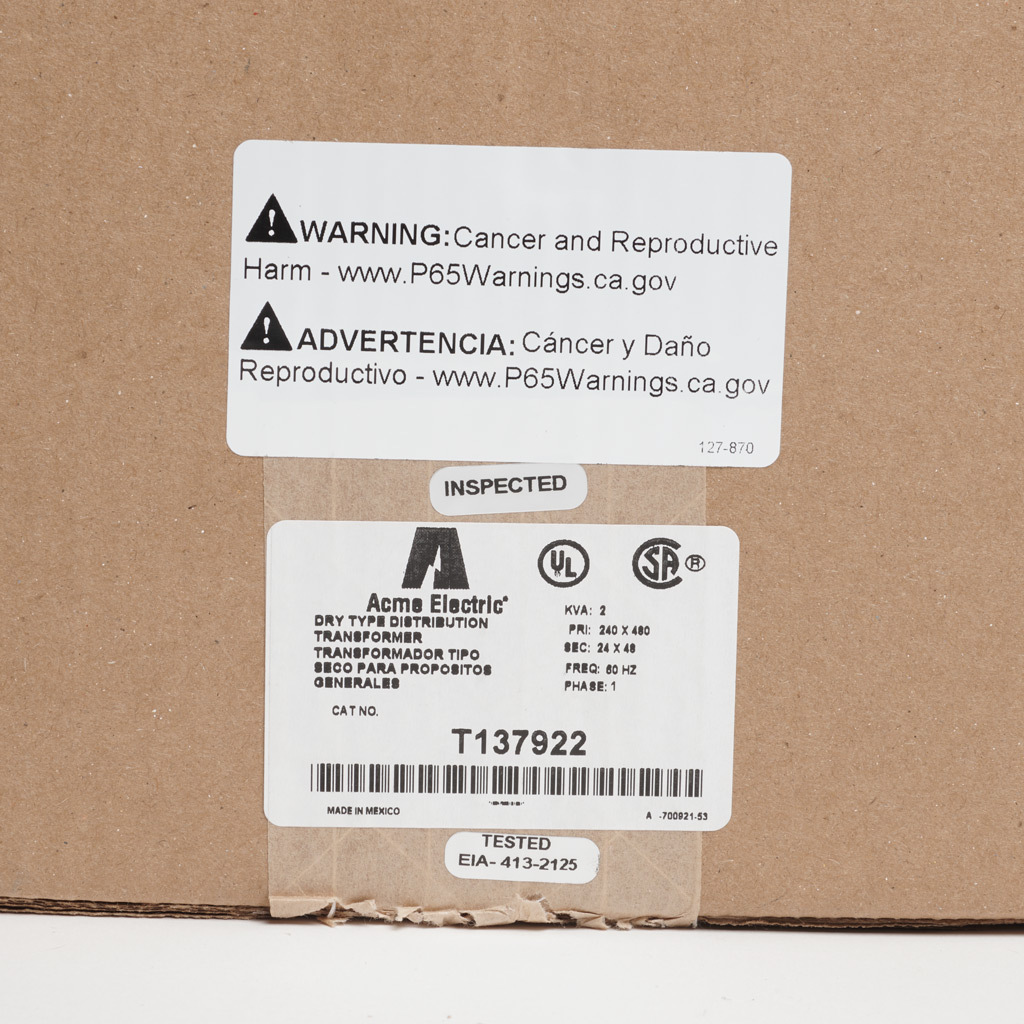 WARNING: Cancer and Reproductive
Harm - www.P65Warnings.ca.gov
ADVERTENCIA: Cáncer y Daño
Reproductivo - www.P65Warnings.ca.gov
127-870
INSPECTED
UL
SA ®
Acme Electric
DRY TYPE DISTRIBUTION
TRANSFORMER
TRANSFORMADOR TIPO
SECO PARA PROPOSITOS
GENERALES
KVA: 2
PRI: 240 X 480
SEC: 24 X 48
FREQ: 60 HZ
PHASE: 1
CAT NO.
T137922
MADE IN MEXICO
A -700921-53
TESTED
EIA- 413-2125